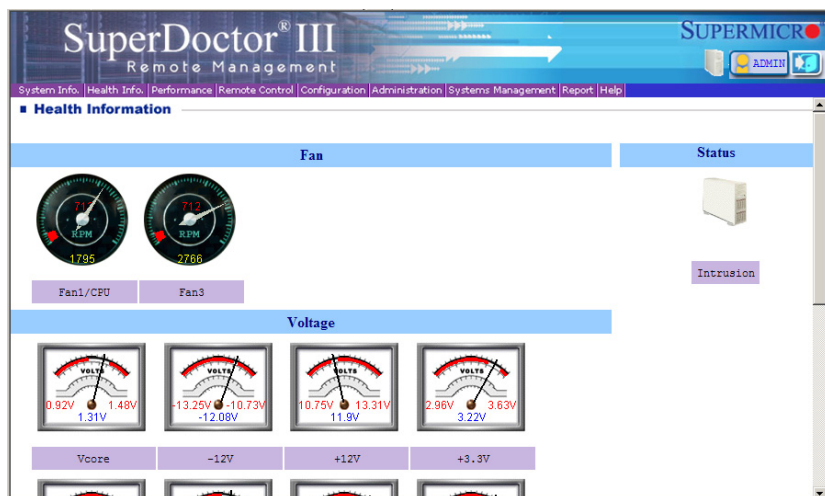 SuperDoctor® III
Remote Management
SUPERMICR
ADMIN
System Info. Health Info. Performance Remote Control Configuration Administration Systems Management Report Help
Health Information
Fan
Status
712
RPM
1795
712
RPM
2766
Fan1/CPU
Fan3
Intrusion
Voltage
VOLTS
0.92V 1.48V
1.31V
VOLTS
-13.25V -10.73V
-12.08V
VOLTS
10.75V 13.31V
11.9V
VOLTS
2.96V 3.63V
3.22V
Vcore
-12V
+12V
+3.3V